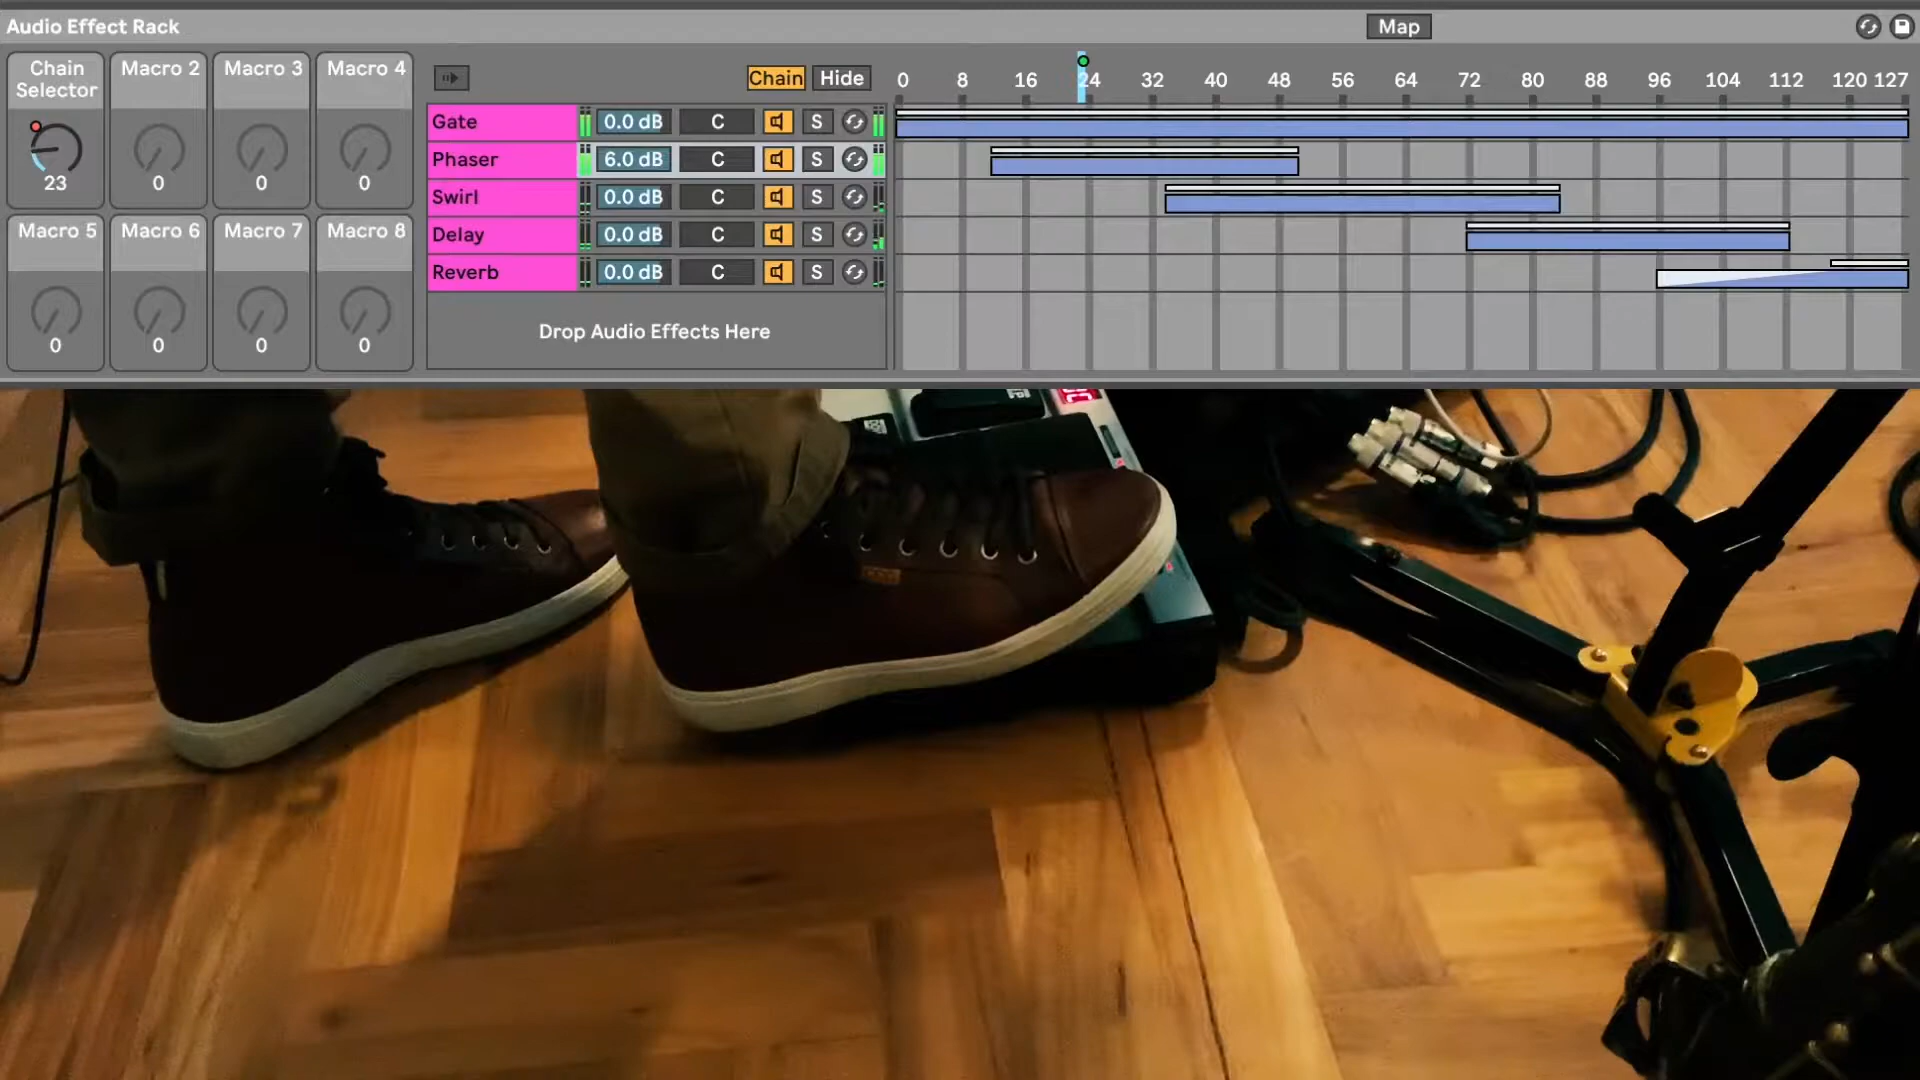 Audio Effect Rack
Map
Chain Selector
Macro 2
Macro 3
Macro 4
23
0
0
0
Macro 5
Macro 6
Macro 7
Macro 8
0
0
0
0
Chain
Hide
0 8 16 24 32 40 48 56 64 72 80 88 96 104 112 120 127
Gate 0.0 dB C S
Phaser 6.0 dB C S
Swirl 0.0 dB C S
Delay 0.0 dB C S
Reverb 0.0 dB C S
Drop Audio Effects Here